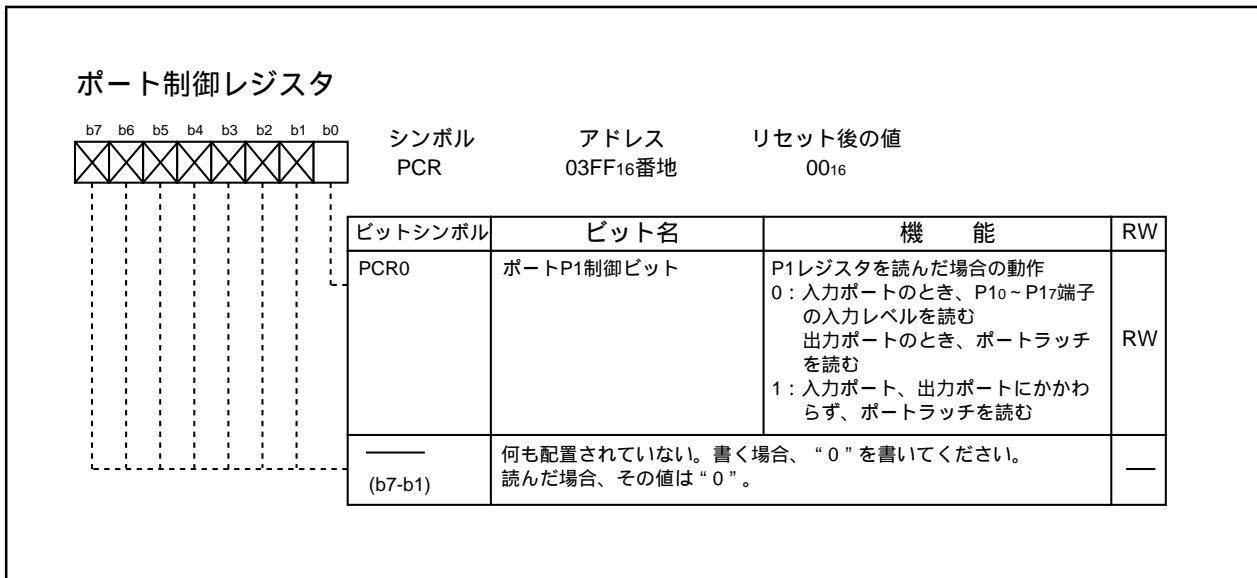 ポート制御レジスタ
b7 b6 b5 b4 b3 b2 b1 b0
シンボル アドレス リセット後の値
PCR 03FF16番地 0016
ビットシンボル ビット名 機 能 RW
PCR0 ポートP1制御ビット P1レジスタを読んだ場合の動作
0：入力ポートのとき、P10~P17端子
の入力レベルを読む
出力ポートのとき、ポートラッチ
を読む
RW
1：入力ポート、出力ポートにかかわ
らず、ポートラッチを読む
(b7-b1)
何も配置されていない。書く場合、“0”を書いてください。
読んだ場合、その値は“0”。